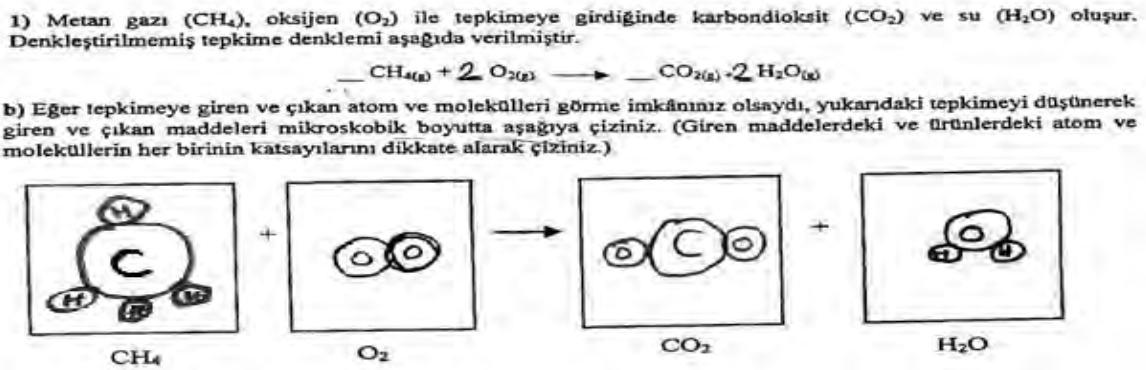 1) Metan gazı (CH₄), oksijen (O₂) ile tepkimeye girdiğinde karbondioksit (CO₂) ve su (H₂O) oluşur.
Denkleştirilmemiş tepkime denklemi aşağıda verilmiştir.
__ CH₄(g) + 2 O₂(g) → __ CO₂(g) + 2 H₂O(g)
b) Eğer tepkimeye giren ve çıkan atom ve molekülleri görme imkânınız olsaydı, yukarıdaki tepkimeyi düşünerek
giren ve çıkan maddeleri mikroskobik boyutta aşağıya çiziniz. (Giren maddelerdeki ve ürünlerdeki atom ve
moleküllerin her birinin katsayılarını dikkate alarak çiziniz.)
H
C
H H H
+
O O
→
O C O
+
O
H H
CH₄ O₂ CO₂ H₂O